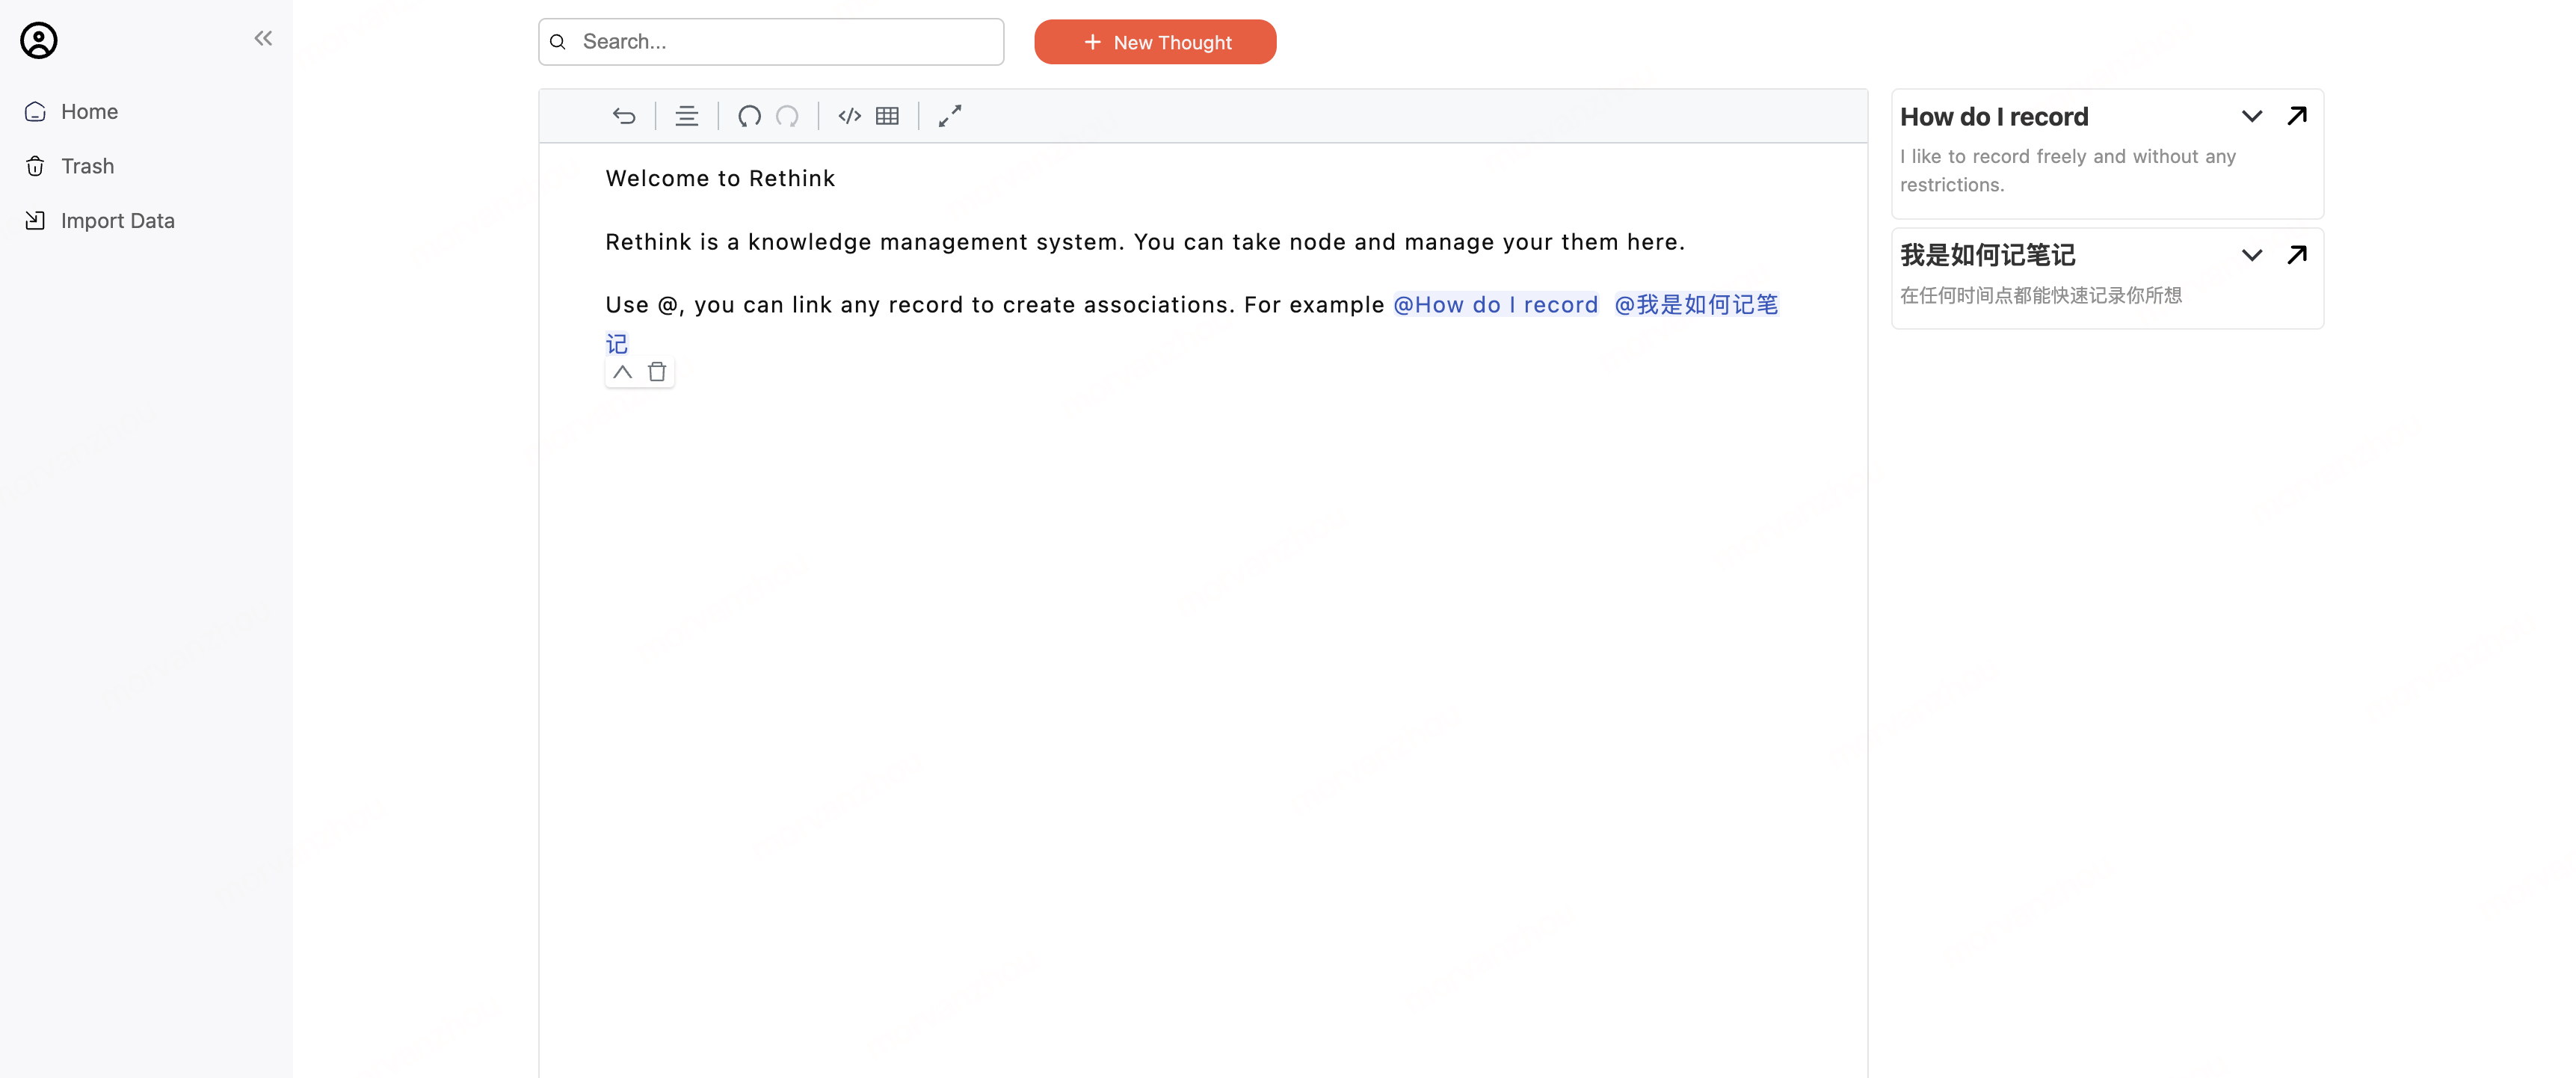 Home
Trash
Import Data
Search...
New Thought
Welcome to Rethink
Rethink is a knowledge management system. You can take node and manage your them here.
Use @, you can link any record to create associations. For example @How do I record @我是如何记笔
记
How do I record
I like to record freely and without any
restrictions.
我是如何记笔记
在任何时间点都能快速记录你所想